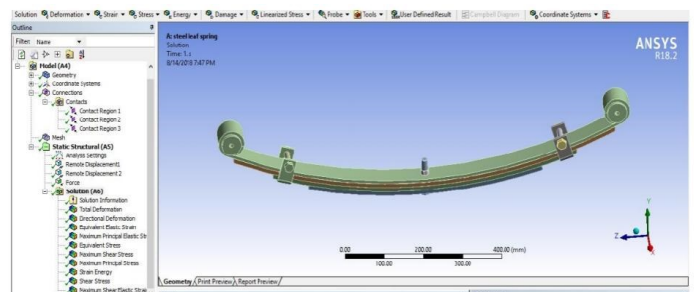 Solution Deformation Strain Stress Energy Damage Linearized Stress Probe Tools User Defined Result Campbell Diagram Coordinate Systems
Outline
Filter: Name
Model (A4)
Geometry
Coordinate Systems
Connections
Contacts
Contact Region 1
Contact Region 2
Contact Region 3
Mesh
Static Structural (A5)
Analysis Settings
Remote Displacement1
Remote Displacement 2
Force
Solution (A6)
Solution Information
Total Deformation
Directional Deformation
Equivalent Elastic Strain
Maximum Principal Elastic Str
Equivalent Stress
Maximum Shear Stress
Maximum Principal Stress
Strain Energy
Shear Stress
Maximum Shear Elastic Strai
A: steel leaf spring
Solution
Time: 1. s
8/14/2018 7:47 PM
ANSYS
R18.2
0.00 200.00 400.00 (mm)
100.00 300.00
Y
Z
X
Geometry Print Preview Report Preview